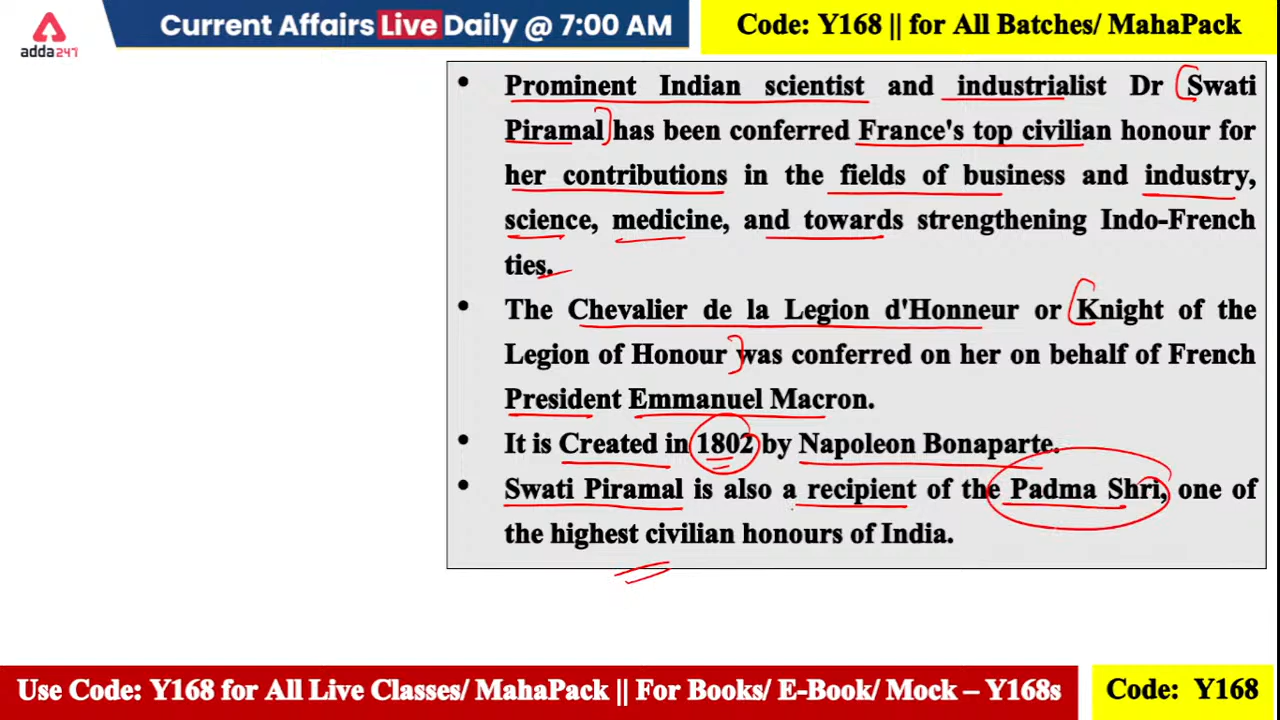 adda247
Current Affairs Live Daily @ 7:00 AM
Code: Y168 || for All Batches/ MahaPack
• Prominent Indian scientist and industrialist Dr Swati
Piramal has been conferred France's top civilian honour for
her contributions in the fields of business and industry,
science, medicine, and towards strengthening Indo-French
ties.
• The Chevalier de la Legion d'Honneur or Knight of the
Legion of Honour was conferred on her on behalf of French
President Emmanuel Macron.
• It is Created in 1802 by Napoleon Bonaparte.
• Swati Piramal is also a recipient of the Padma Shri, one of
the highest civilian honours of India.
Use Code: Y168 for All Live Classes/ MahaPack || For Books/ E-Book/ Mock – Y168s
Code: Y168